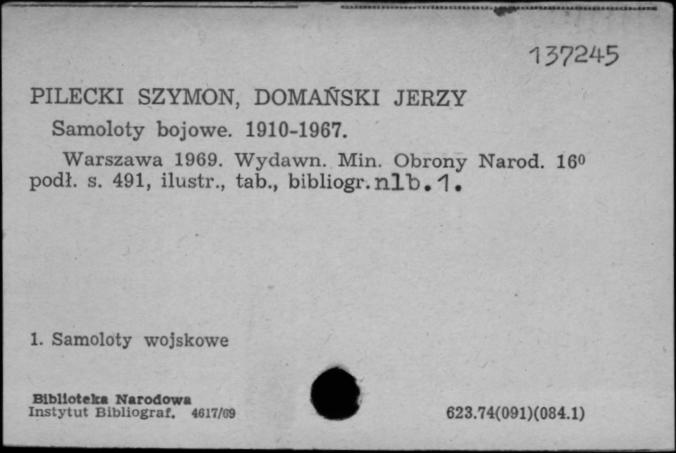 137245
PILECKI SZYMON, DOMAŃSKI JERZY
Samoloty bojowe. 1910-1967.
Warszawa 1969. Wydawn. Min. Obrony Narod. 16⁰
podł. s. 491, ilustr., tab., bibliogr. nlb. 1.
1. Samoloty wojskowe
Biblioteka Narodowa
Instytut Bibliograf. 4617/69
623.74(091)(084.1)